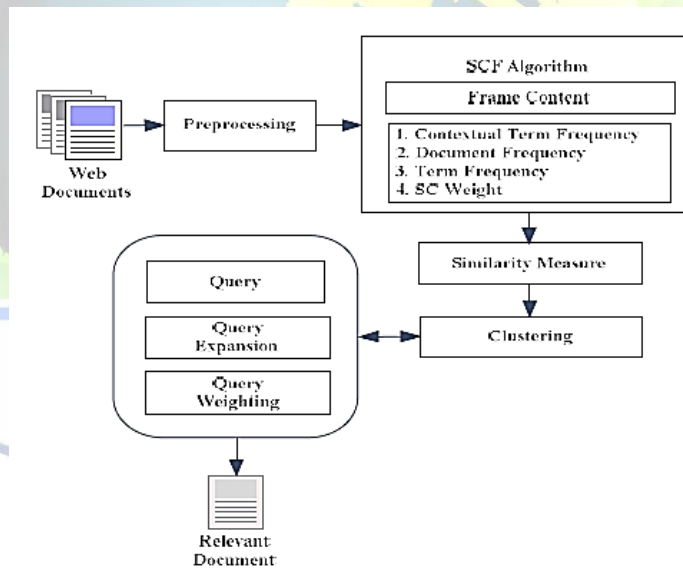 SCF Algorithm
Frame Content
Preprocessing
1. Contextual Term Frequency
2. Document Frequency
3. Term Frequency
4. SC Weight
Web
Documents
Similarity Measure
Query
Clustering
Query
Expansion
Query
Weighting
Relevant
Document